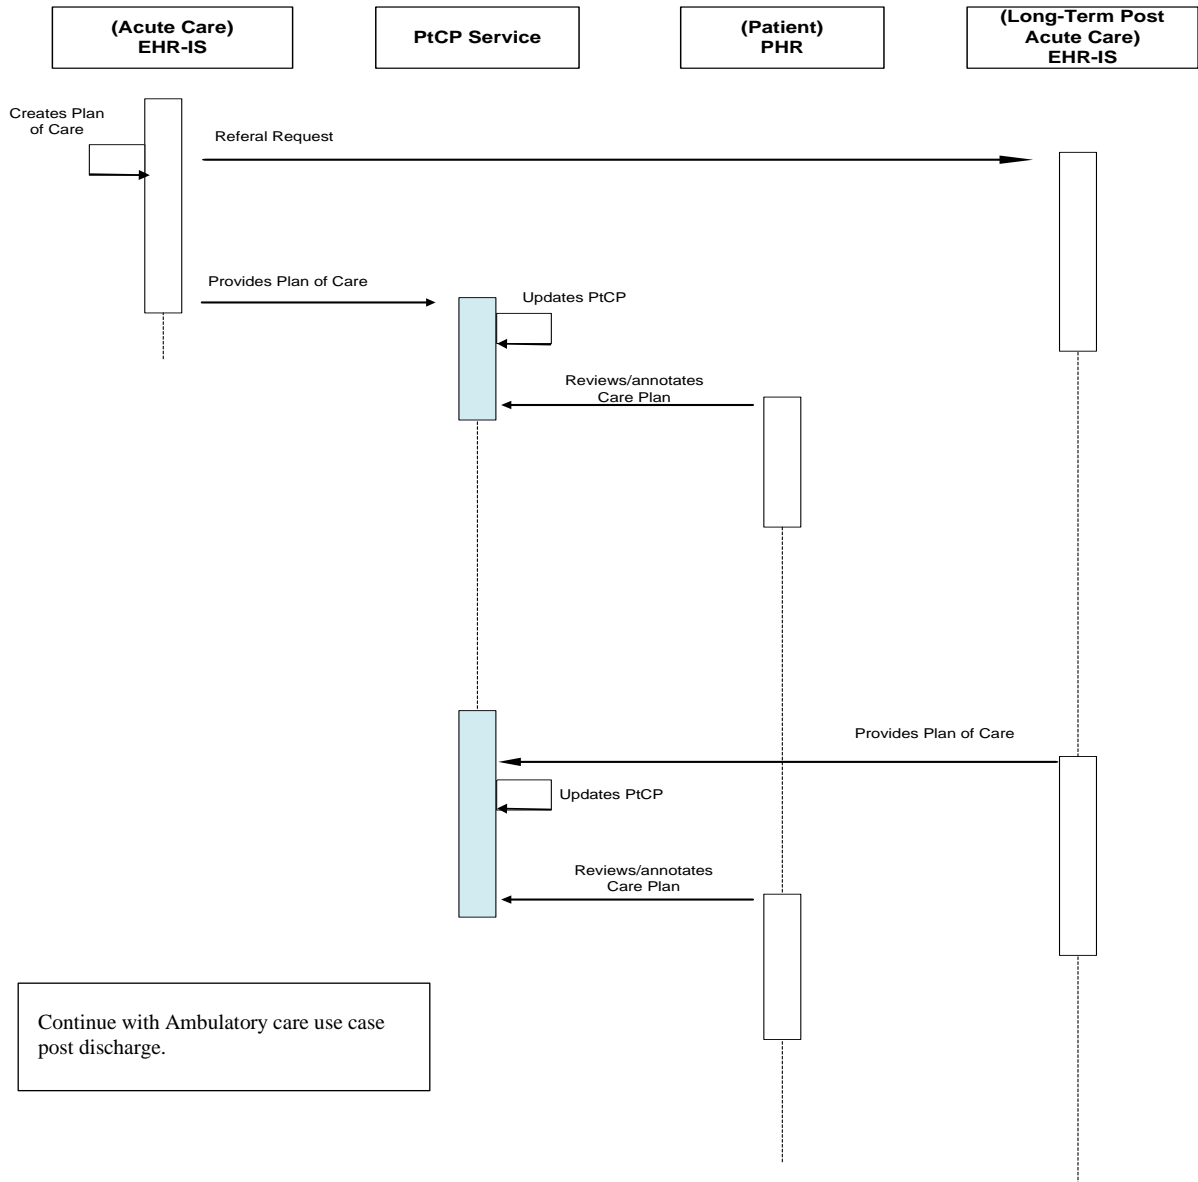 (Acute Care)
EHR-IS
PtCP Service
(Patient)
PHR
(Long-Term Post
Acute Care)
EHR-IS
Creates Plan
of Care
Referal Request
Provides Plan of Care
Updates PtCP
Reviews/annotates
Care Plan
Provides Plan of Care
Updates PtCP
Reviews/annotates
Care Plan
Continue with Ambulatory care use case
post discharge.